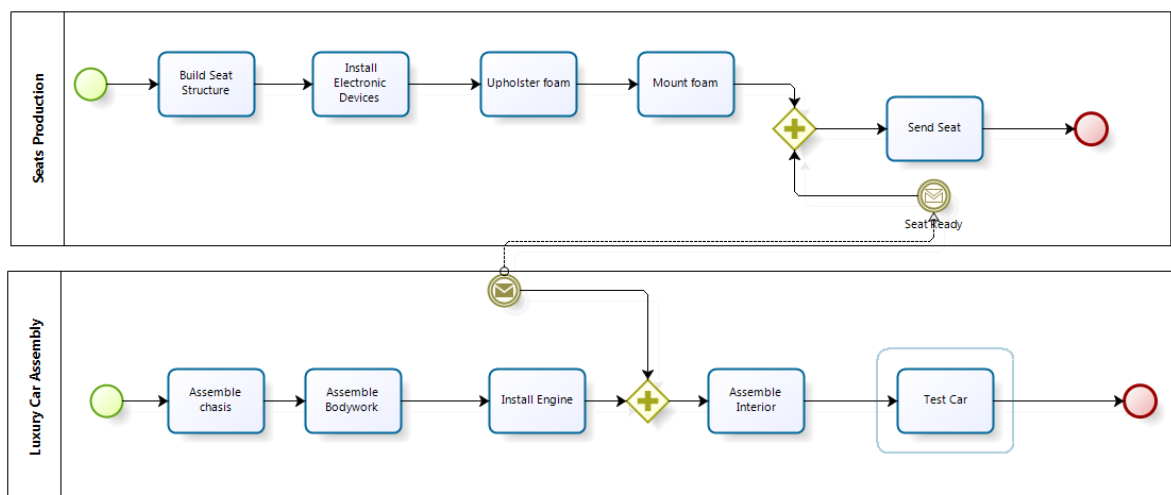 Seats Production
Build Seat
Structure
Install
Electronic
Devices
Upholster foam
Mount foam
Send Seat
Seat Ready
Luxury Car Assembly
Assemble
chasis
Assemble
Bodywork
Install Engine
Assemble
Interior
Test Car